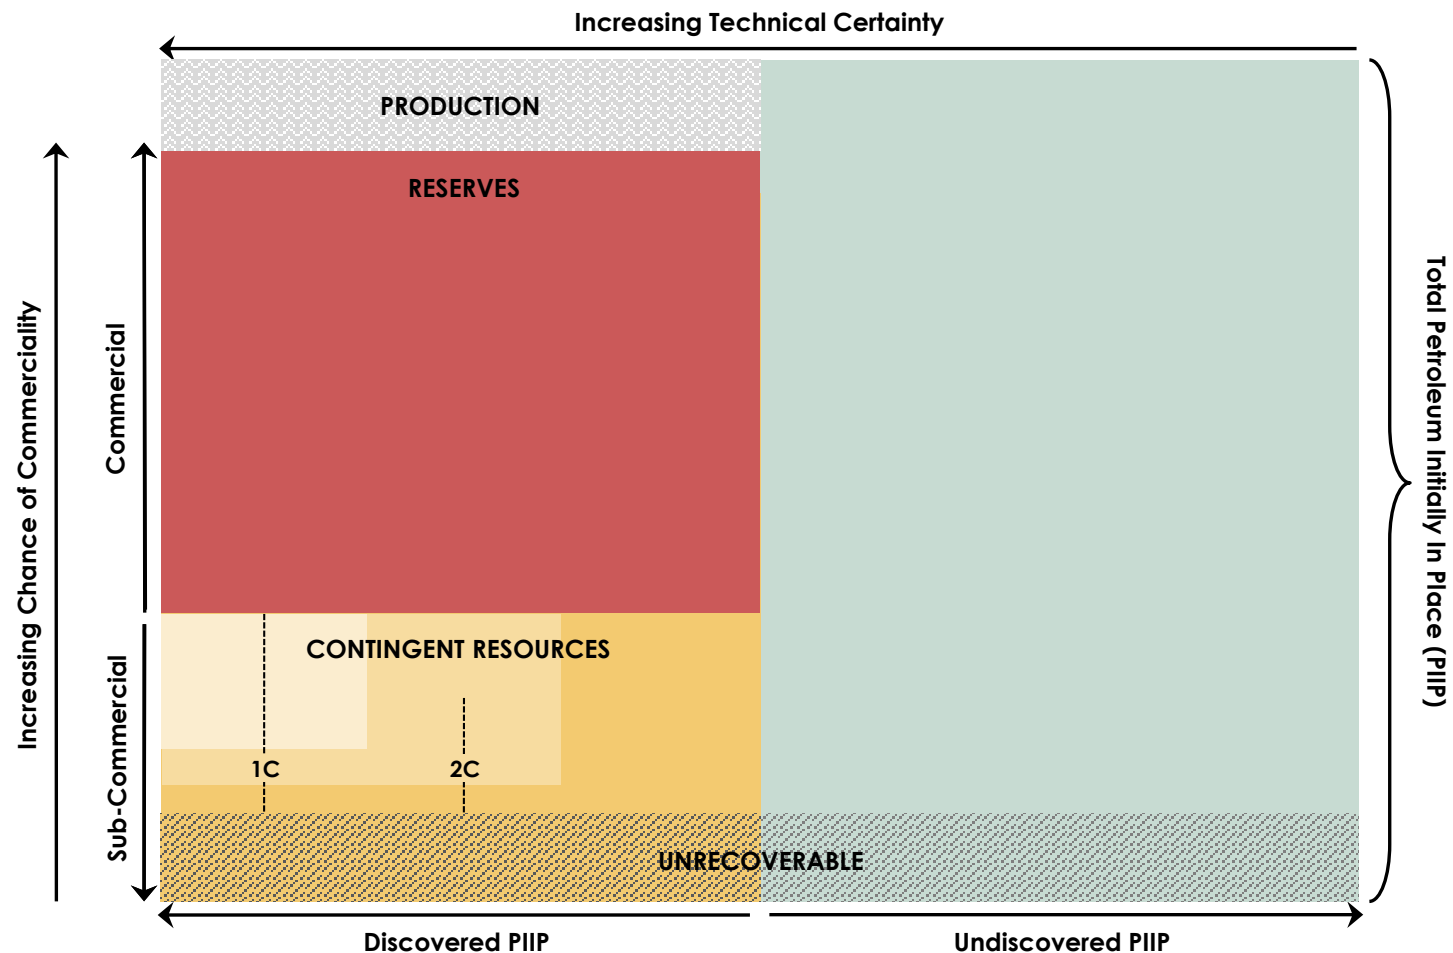 Increasing Technical Certainty
PRODUCTION
RESERVES
Increasing Chance of Commerciality
Commercial
Sub-Commercial
CONTINGENT RESOURCES
1C
2C
UNRECOVERABLE
Total Petroleum Initially In Place (PIIP)
Discovered PIIP
Undiscovered PIIP